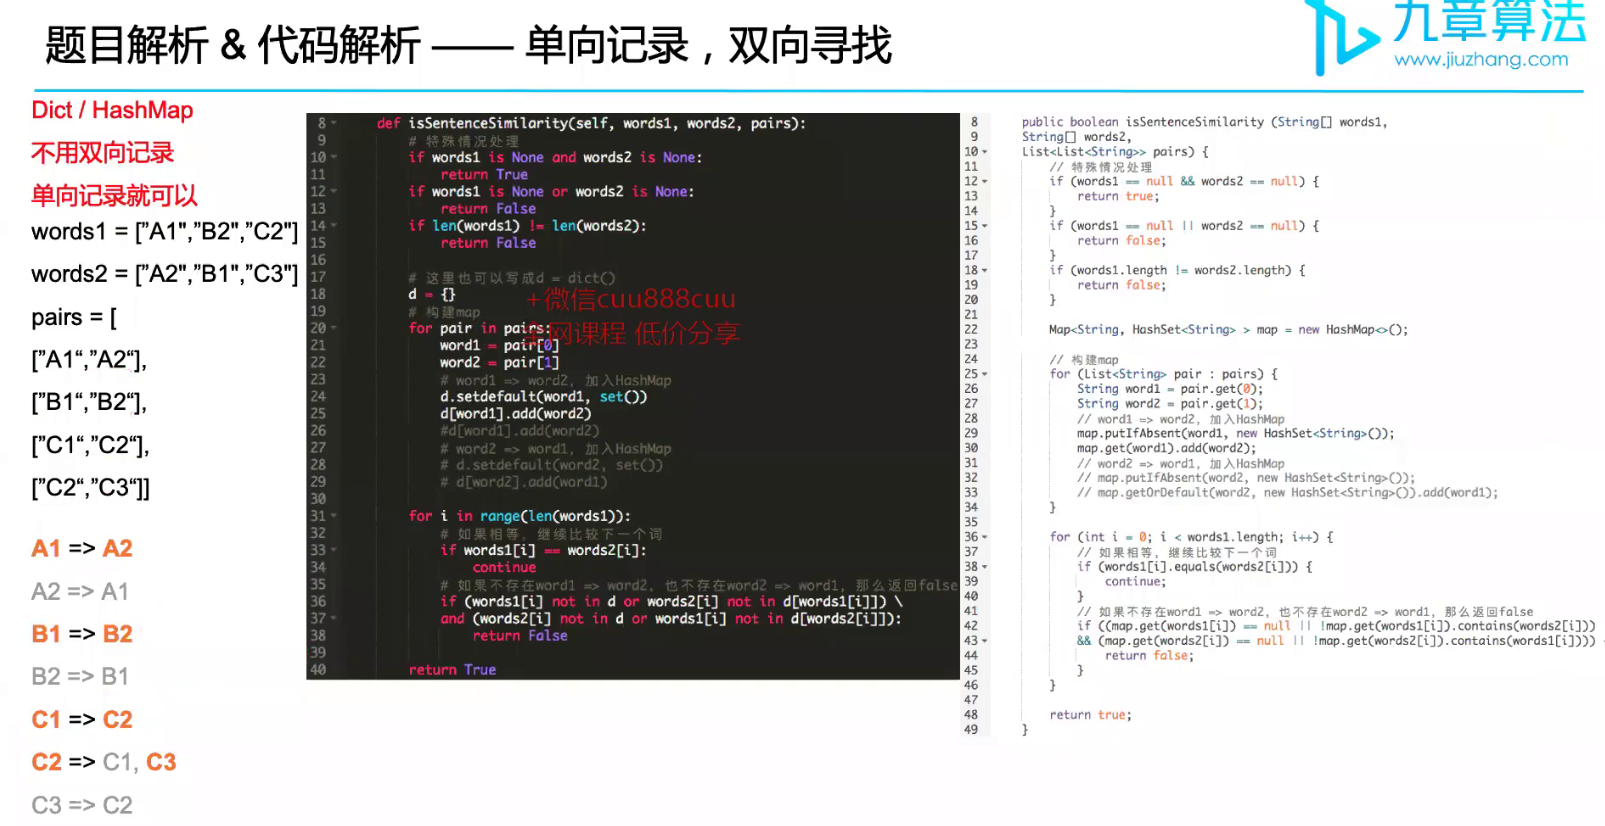 题目解析 & 代码解析 —— 单向记录，双向寻找
九章算法
www.jiuzhang.com
Dict / HashMap
不用双向记录
单向记录就可以
words1 = [”A1",”B2",”C2"]
words2 = [”A2",”B1",”C3"]
pairs = [
[”A1“,”A2“],
[”B1“,”B2“],
[”C1“,”C2“],
[”C2“,”C3“]]
A1 => A2
A2 => A1
B1 => B2
B2 => B1
C1 => C2
C2 => C1, C3
C3 => C2
8 def isSentenceSimilarity(self, words1, words2, pairs):
9 # 特殊情况处理
10 if words1 is None and words2 is None:
11 return True
12 if words1 is None or words2 is None:
13 return False
14 if len(words1) != len(words2):
15 return False
16
17 # 这里也可以写成d = dict()
18 d = {}
19 # 构建map
20 for pair in pairs:
21 word1 = pair[0]
22 word2 = pair[1]
23 # word1 => word2, 加入HashMap
24 d.setdefault(word1, set())
25 d[word1].add(word2)
26 #d[word1].add(word2)
27 # word2 => word1, 加入HashMap
28 # d.setdefault(word2, set())
29 # d[word2].add(word1)
30
31 for i in range(len(words1)):
32 # 如果相等, 继续比较下一个词
33 if words1[i] == words2[i]:
34 continue
35 # 如果不存在word1 => word2, 也不存在word2 => word1, 那么返回false
36 if (words1[i] not in d or words2[i] not in d[words1[i]]) \
37 and (words2[i] not in d or words1[i] not in d[words2[i]]):
38 return False
39
40 return True
+微信cuu888cuu
全网课程 低价分享
8 public boolean isSentenceSimilarity (String[] words1,
9 String[] words2,
10 List<List<String>> pairs) {
11 // 特殊情况处理
12 if (words1 == null && words2 == null) {
13 return true;
14 }
15 if (words1 == null || words2 == null) {
16 return false;
17 }
18 if (words1.length != words2.length) {
19 return false;
20 }
21
22 Map<String, HashSet<String> > map = new HashMap<>();
23
24 // 构建map
25 for (List<String> pair : pairs) {
26 String word1 = pair.get(0);
27 String word2 = pair.get(1);
28 // word1 => word2, 加入HashMap
29 map.putIfAbsent(word1, new HashSet<String>());
30 map.get(word1).add(word2);
31 // word2 => word1, 加入HashMap
32 // map.putIfAbsent(word2, new HashSet<String>());
33 // map.getOrDefault(word2, new HashSet<String>()).add(word1);
34 }
35
36 for (int i = 0; i < words1.length; i++) {
37 // 如果相等, 继续比较下一个词
38 if (words1[i].equals(words2[i])) {
39 continue;
40 }
41 // 如果不存在word1 => word2, 也不存在word2 => word1, 那么返回false
42 if ((map.get(words1[i]) == null || !map.get(words1[i]).contains(words2[i]))
43 && (map.get(words2[i]) == null || !map.get(words2[i]).contains(words1[i]))) {
44 return false;
45 }
46 }
47
48 return true;
49 }